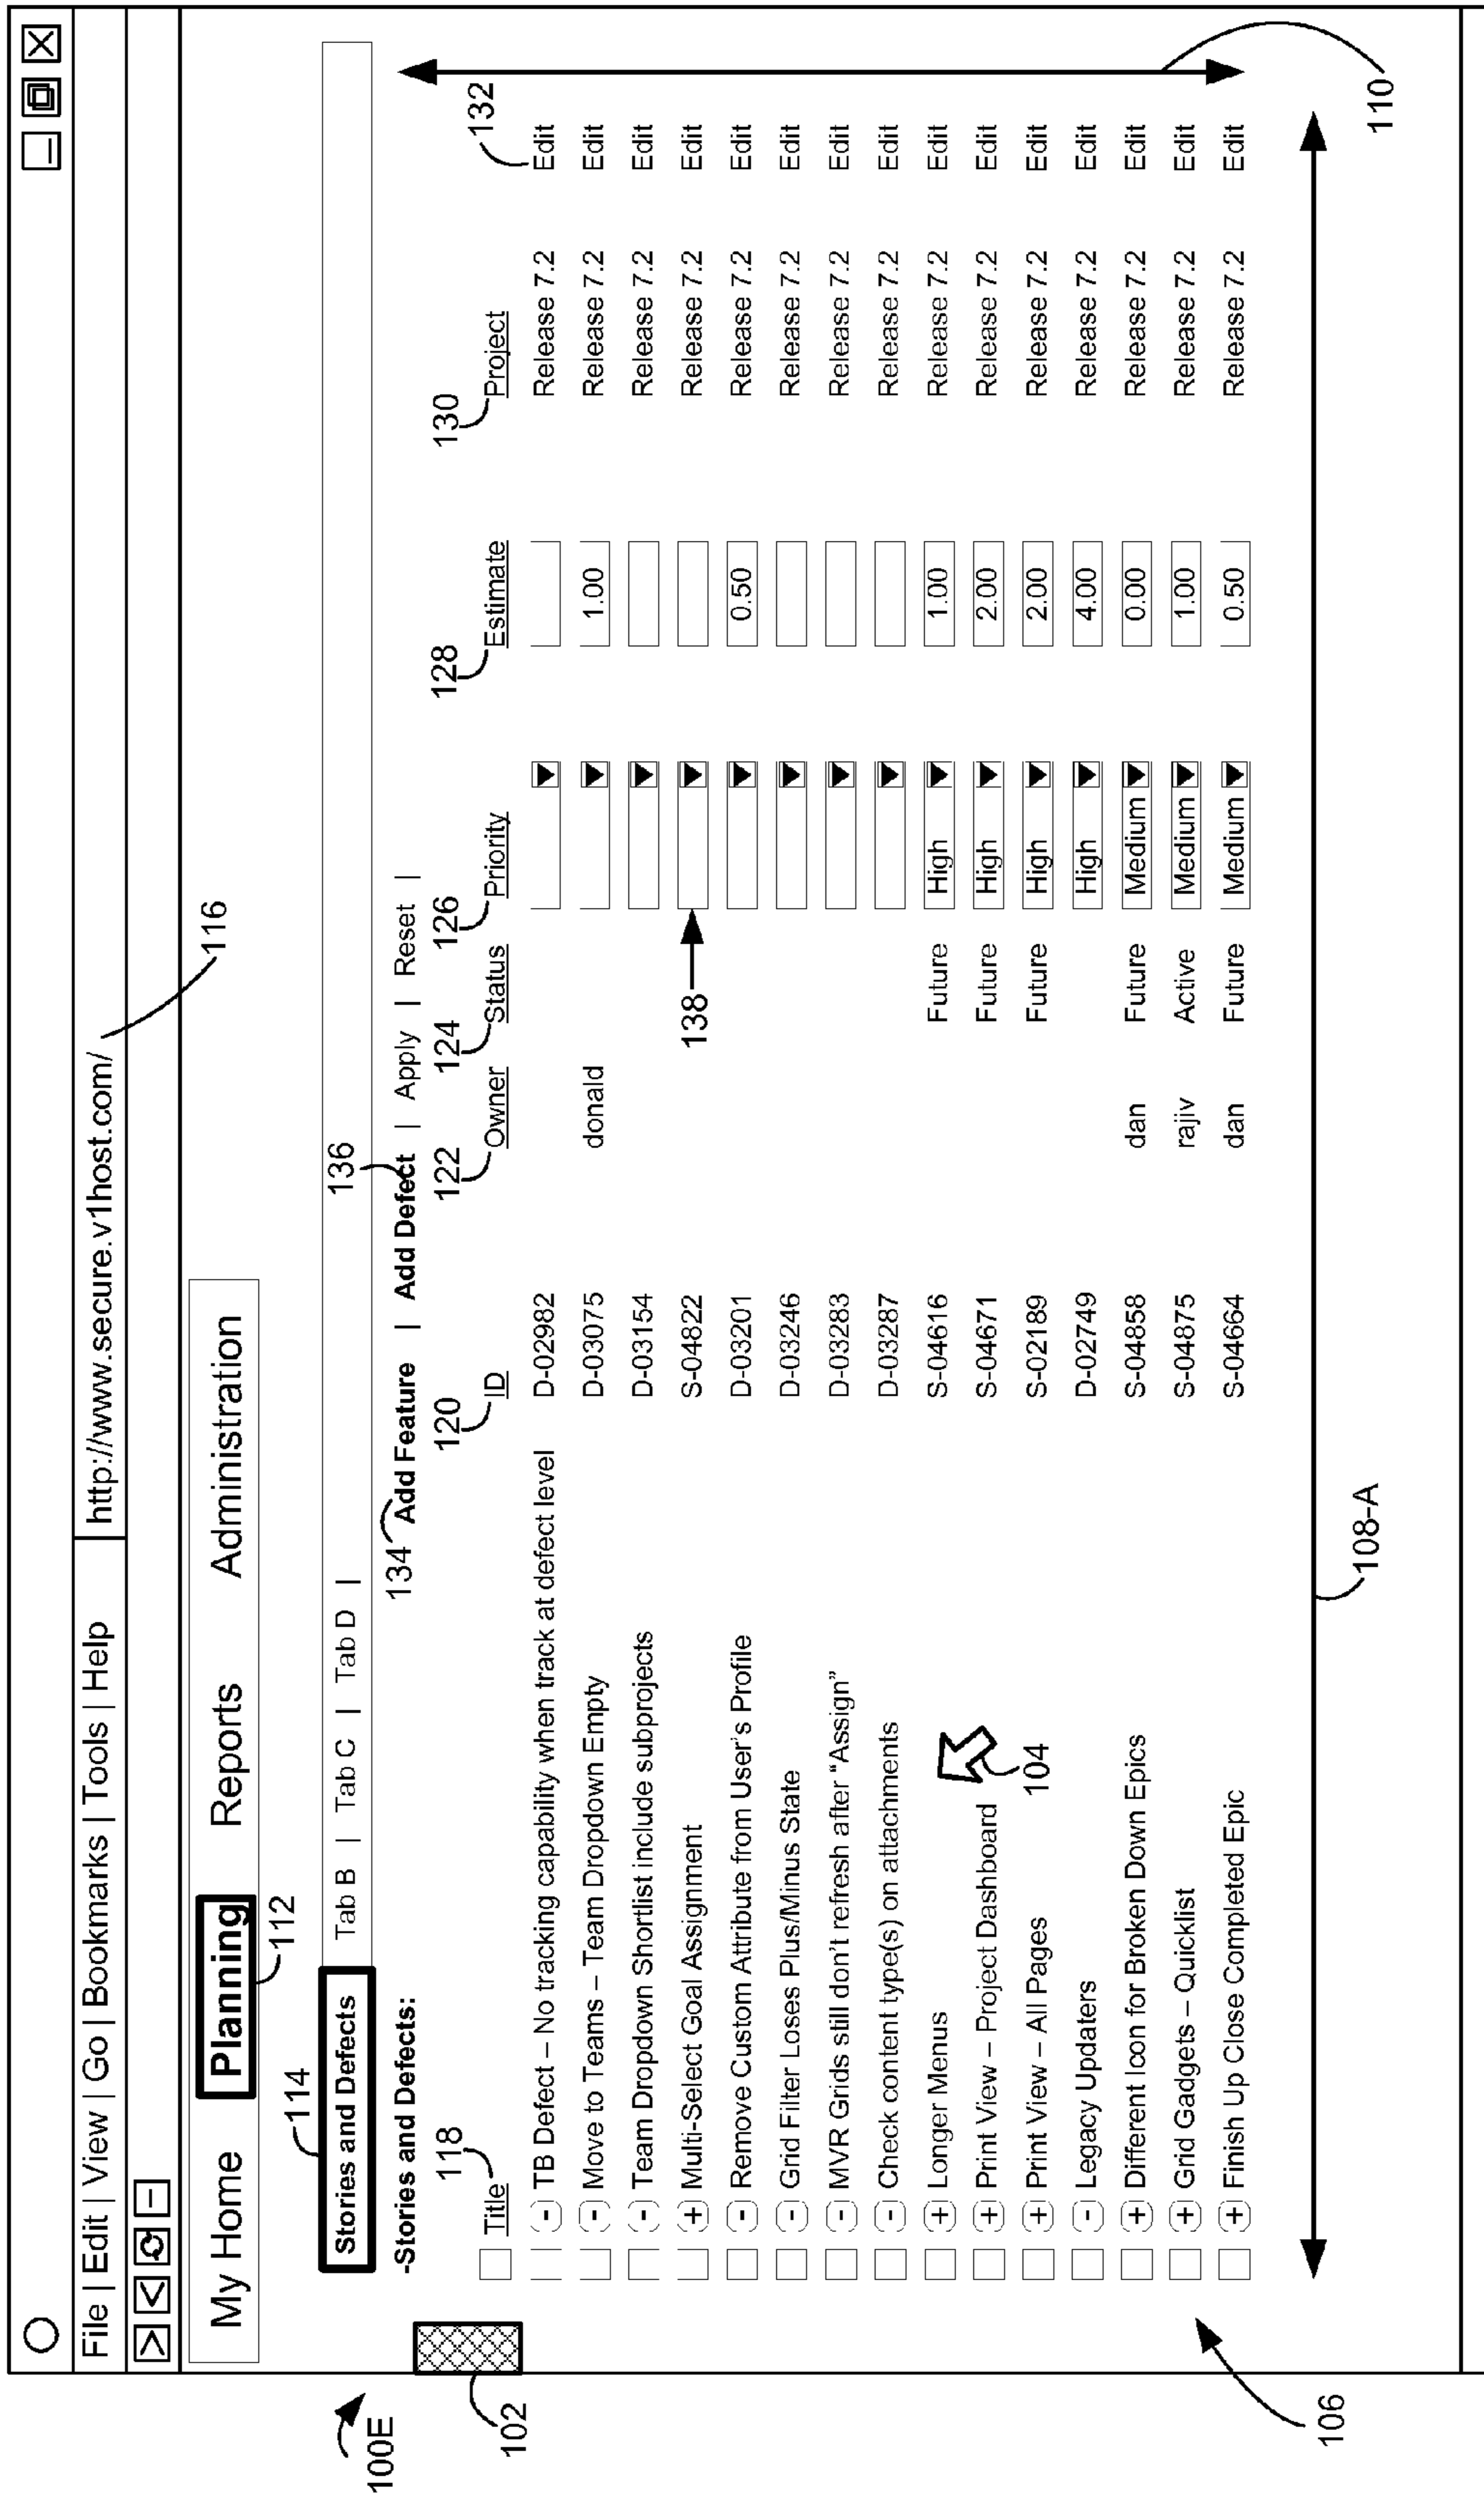 File | Edit | View | Go | Bookmarks | Tools | Help | http://www.secure.v1host.com/
116
My Home Planning Reports Administration
112
114
Stories and Defects Tab B | Tab C | Tab D |
136
-Stories and Defects: 134 Add Feature | Add Defect | Apply | Reset |
118 120 122 124 126 128 130 132
Title ID Owner Status Priority Estimate Project
(-) TB Defect – No tracking capability when track at defect level D-02982 Release 7.2 Edit
(-) Move to Teams – Team Dropdown Empty D-03075 donald 1.00 Release 7.2 Edit
(-) Team Dropdown Shortlist include subprojects D-03154 Release 7.2 Edit
(+) Multi-Select Goal Assignment S-04822 Release 7.2 Edit
138
(-) Remove Custom Attribute from User's Profile D-03201 0.50 Release 7.2 Edit
(-) Grid Filter Loses Plus/Minus State D-03246 Release 7.2 Edit
(-) MVR Grids still don't refresh after “Assign” D-03283 Release 7.2 Edit
(-) Check content type(s) on attachments D-03287 Release 7.2 Edit
(+) Longer Menus S-04616 Future High 1.00 Release 7.2 Edit
(+) Print View – Project Dashboard S-04671 Future High 2.00 Release 7.2 Edit
(+) Print View – All Pages S-02189 Future High 2.00 Release 7.2 Edit
104
(-) Legacy Updaters D-02749 High 4.00 Release 7.2 Edit
(+) Different Icon for Broken Down Epics S-04858 dan Future Medium 0.00 Release 7.2 Edit
(+) Grid Gadgets – Quicklist S-04875 rajiv Active Medium 1.00 Release 7.2 Edit
(+) Finish Up Close Completed Epic S-04664 dan Future Medium 0.50 Release 7.2 Edit
100E
102
106
108-A
110